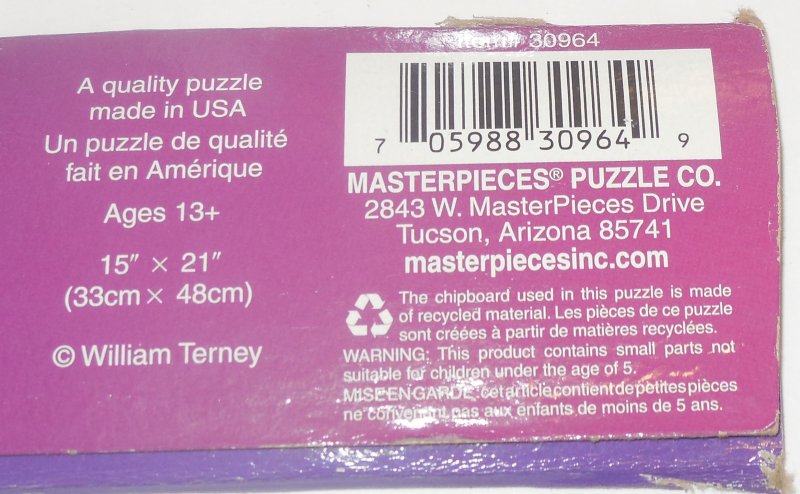 A quality puzzle
made in USA
Un puzzle de qualité
fait en Amérique
Ages 13+
15" × 21"
(33cm × 48cm)
© William Terney
Item# 30964
7 05988 30964 9
MASTERPIECES® PUZZLE CO.
2843 W. MasterPieces Drive
Tucson, Arizona 85741
masterpiecesinc.com
The chipboard used in this puzzle is made
of recycled material. Les pièces de ce puzzle
sont créées à partir de matières recyclées.
WARNING: This product contains small parts not
suitable for children under the age of 5.
MISE EN GARDE: cet article contient de petites pièces
ne convenant pas aux enfants de moins de 5 ans.